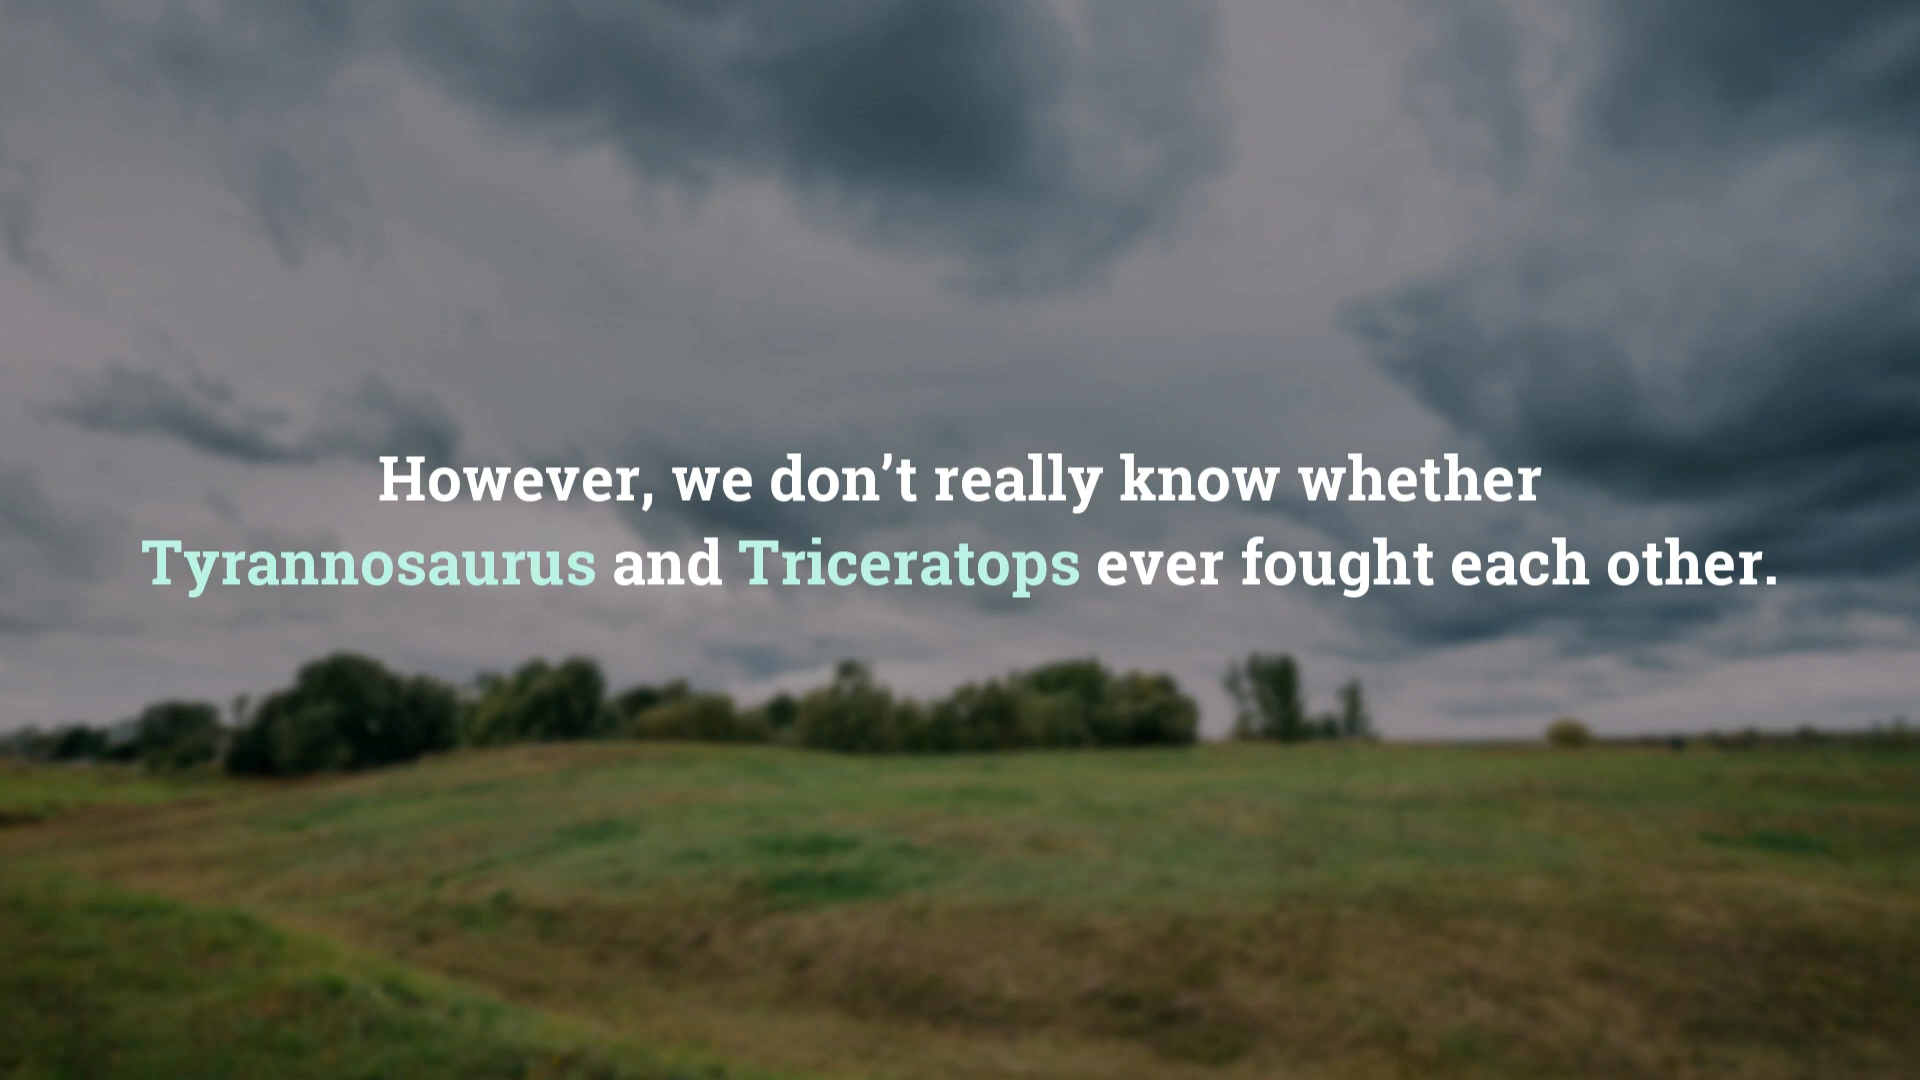 However, we don’t really know whether
Tyrannosaurus and Triceratops ever fought each other.